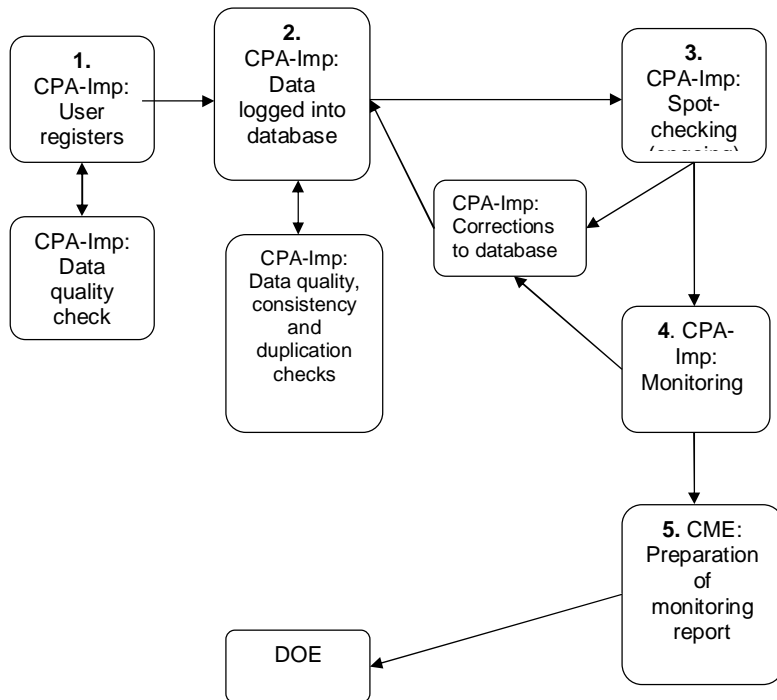 1.
CPA-Imp:
User
registers
2.
CPA-Imp:
Data
logged into
database
3.
CPA-Imp:
Spot-
checking
CPA-Imp:
Data
quality
check
CPA-Imp:
Data quality,
consistency
and
duplication
checks
CPA-Imp:
Corrections
to database
4. CPA-
Imp:
Monitoring
5. CME:
Preparation
of
monitoring
report
DOE